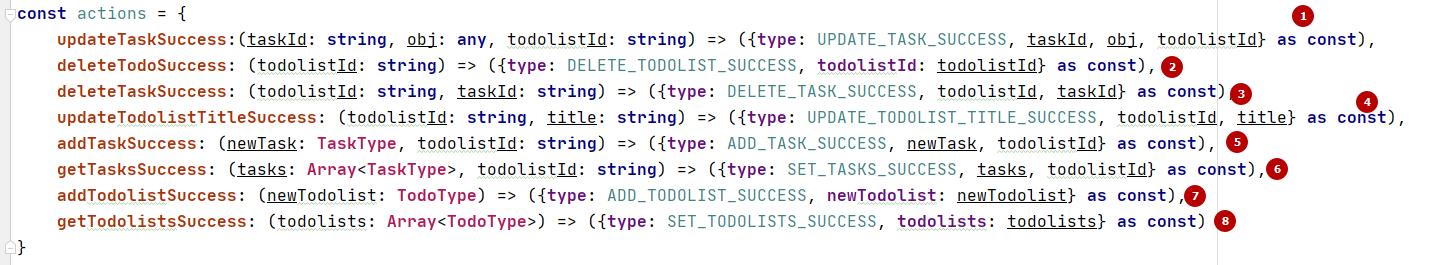 const actions = {
1
    updateTaskSuccess:(taskId: string, obj: any, todolistId: string) => ({type: UPDATE_TASK_SUCCESS, taskId, obj, todolistId} as const),
    deleteTodoSuccess: (todolistId: string) => ({type: DELETE_TODOLIST_SUCCESS, todolistId: todolistId} as const), 2
    deleteTaskSuccess: (todolistId: string, taskId: string) => ({type: DELETE_TASK_SUCCESS, todolistId, taskId} as const), 3
4
    updateTodolistTitleSuccess: (todolistId: string, title: string) => ({type: UPDATE_TODOLIST_TITLE_SUCCESS, todolistId, title} as const),
    addTaskSuccess: (newTask: TaskType, todolistId: string) => ({type: ADD_TASK_SUCCESS, newTask, todolistId} as const), 5
    getTasksSuccess: (tasks: Array<TaskType>, todolistId: string) => ({type: SET_TASKS_SUCCESS, tasks, todolistId} as const), 6
    addTodolistSuccess: (newTodolist: TodoType) => ({type: ADD_TODOLIST_SUCCESS, newTodolist: newTodolist} as const), 7
    getTodolistsSuccess: (todolists: Array<TodoType>) => ({type: SET_TODOLISTS_SUCCESS, todolists: todolists} as const) 8
}